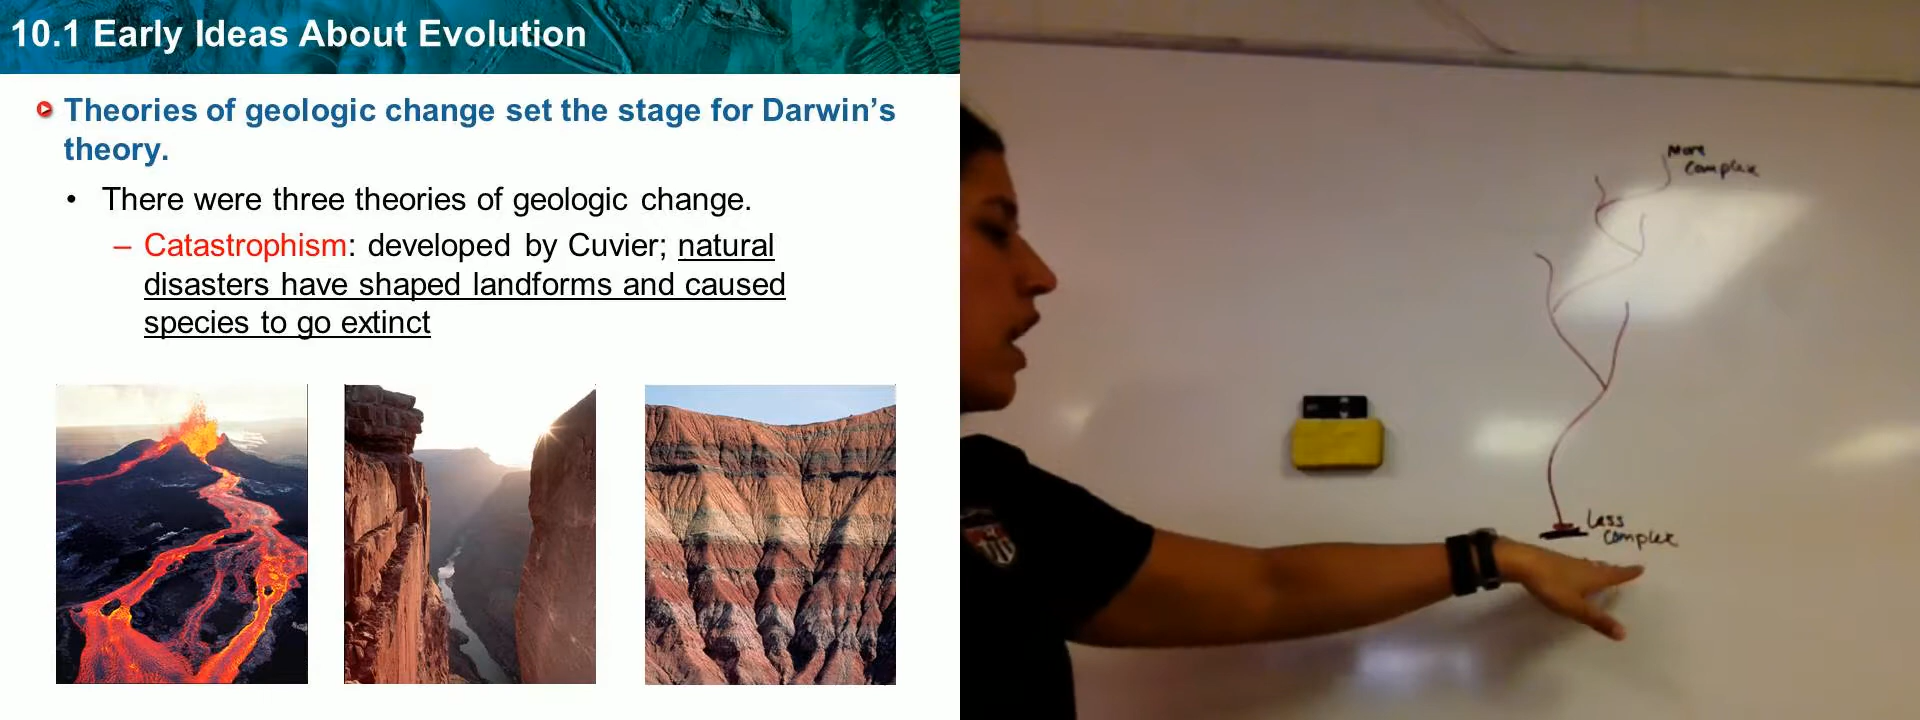 10.1 Early Ideas About Evolution
Theories of geologic change set the stage for Darwin’s
theory.
• There were three theories of geologic change.
– Catastrophism: developed by Cuvier; natural
disasters have shaped landforms and caused
species to go extinct
More
Complex
Less
Complex